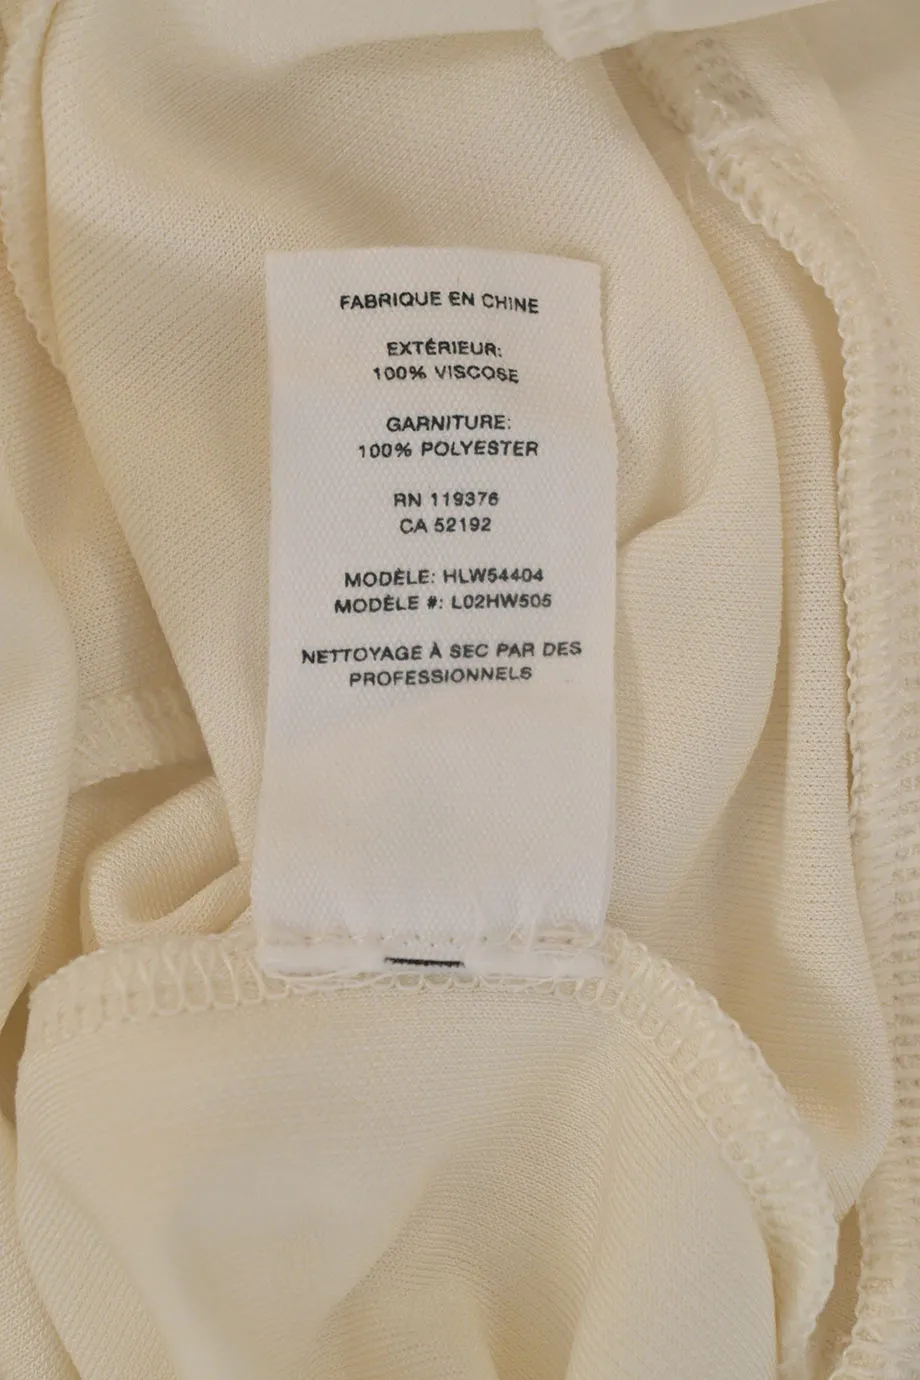 FABRIQUE EN CHINE
EXTÉRIEUR:
100% VISCOSE
GARNITURE:
100% POLYESTER
RN 119376
CA 52192
MODÈLE: HLW54404
MODÈLE #: L02HW505
NETTOYAGE À SEC PAR DES
PROFESSIONNELS